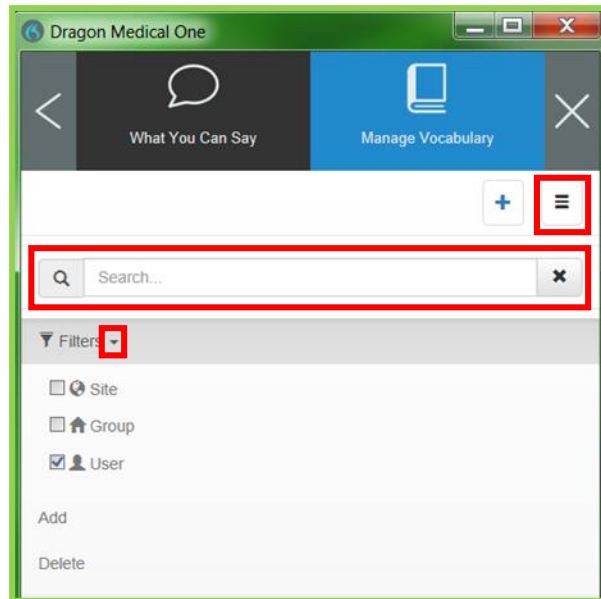 Dragon Medical One
What You Can Say
Manage Vocabulary
Search...
Filters
Site
Group
User
Add
Delete